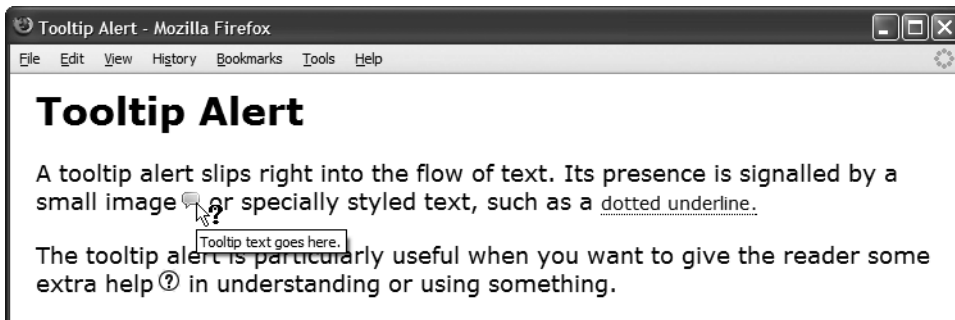 Tooltip Alert - Mozilla Firefox
File Edit View History Bookmarks Tools Help
Tooltip Alert
A tooltip alert slips right into the flow of text. Its presence is signalled by a
small image or specially styled text, such as a dotted underline.
Tooltip text goes here.
The tooltip alert is particularly useful when you want to give the reader some
extra help ? in understanding or using something.